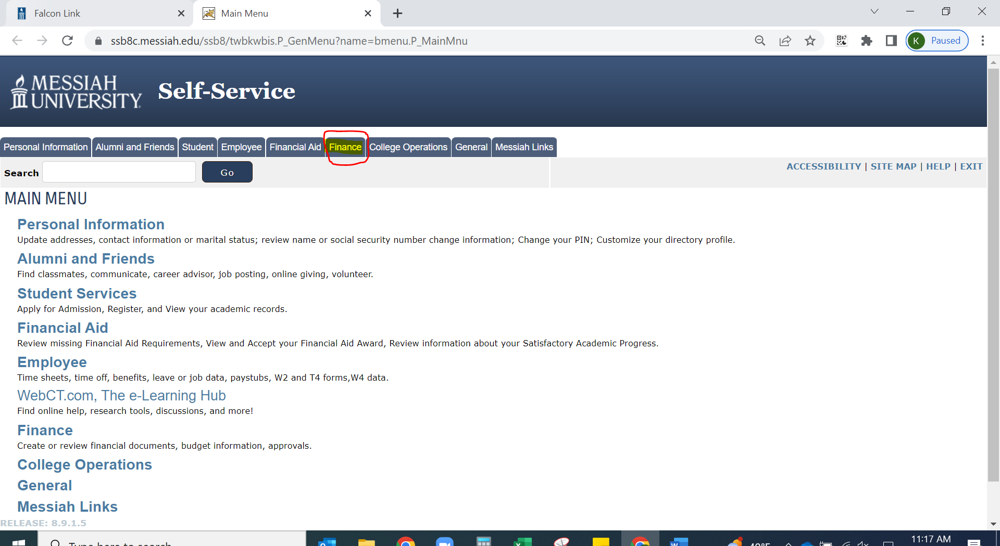 Falcon Link
Main Menu
ssb8c.messiah.edu/ssb8/twbkwbis.P_GenMenu?name=bmenu.P_MainMnu
K Paused
MESSIAH UNIVERSITY
Self-Service
Personal Information Alumni and Friends Student Employee Financial Aid Finance College Operations General Messiah Links
Search Go
ACCESSIBILITY | SITE MAP | HELP | EXIT
MAIN MENU
Personal Information
Update addresses, contact information or marital status; review name or social security number change information; Change your PIN; Customize your directory profile.
Alumni and Friends
Find classmates, communicate, career advisor, job posting, online giving, volunteer.
Student Services
Apply for Admission, Register, and View your academic records.
Financial Aid
Review missing Financial Aid Requirements, View and Accept your Financial Aid Award, Review information about your Satisfactory Academic Progress.
Employee
Time sheets, time off, benefits, leave or job data, paystubs, W2 and T4 forms,W4 data.
WebCT.com, The e-Learning Hub
Find online help, research tools, discussions, and more!
Finance
Create or review financial documents, budget information, approvals.
College Operations
General
Messiah Links
RELEASE: 8.9.1.5
Type here to search
40°F
11:17 AM